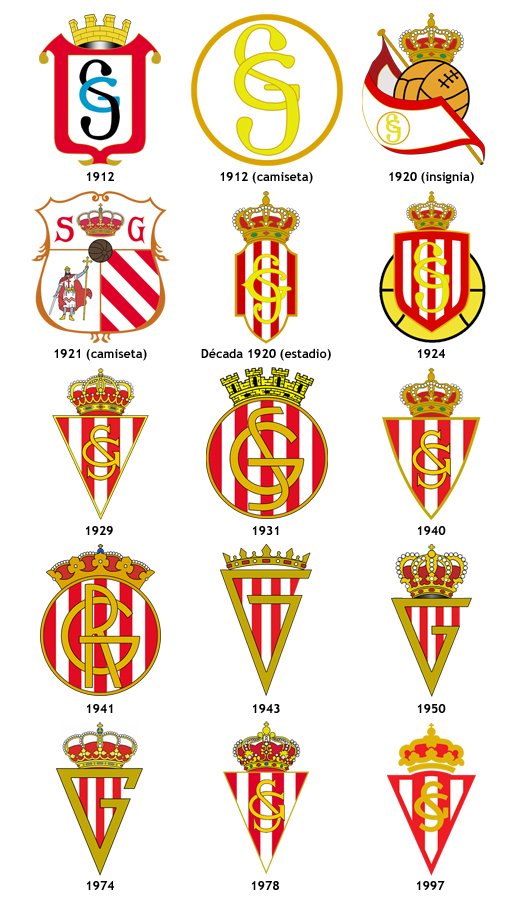 1912
1912 (camiseta)
1920 (insignia)
S G
1921 (camiseta)
Década 1920 (estadio)
1924
1929
1931
1940
1941
1943
1950
1974
1978
1997